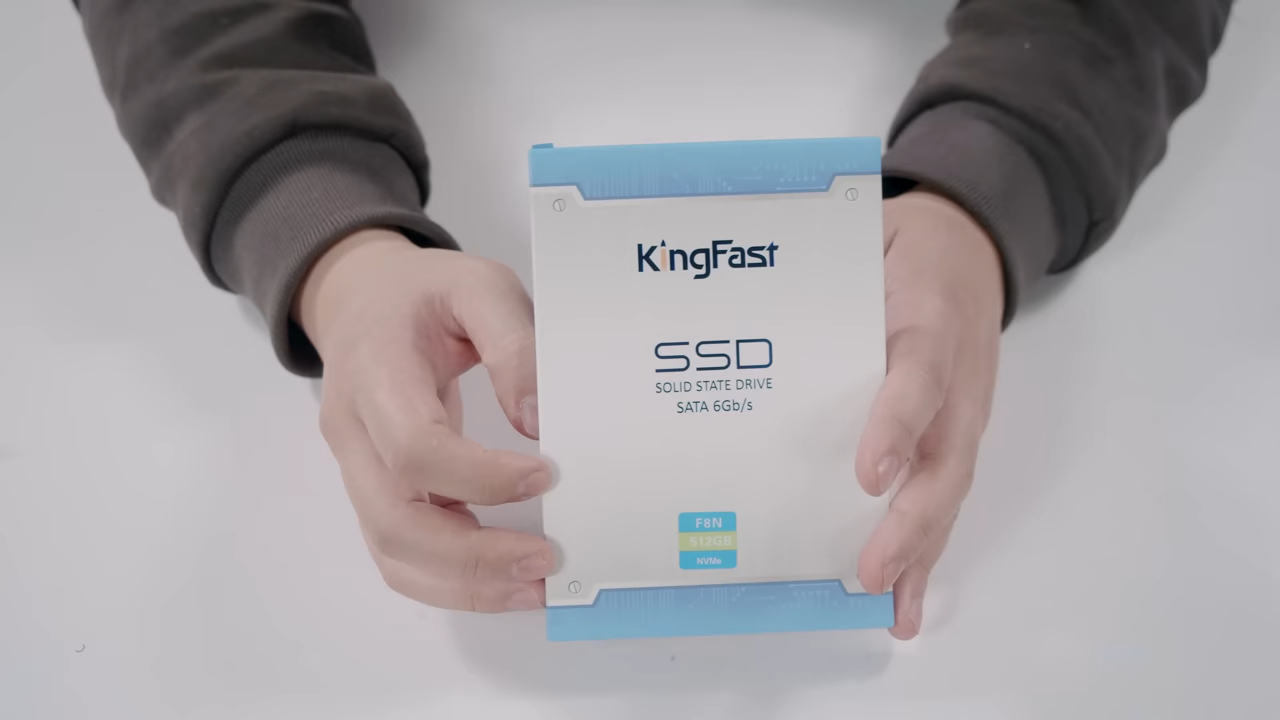 KingFast
SSD
SOLID STATE DRIVE
SATA 6Gb/s
F8N
512GB
NVMe